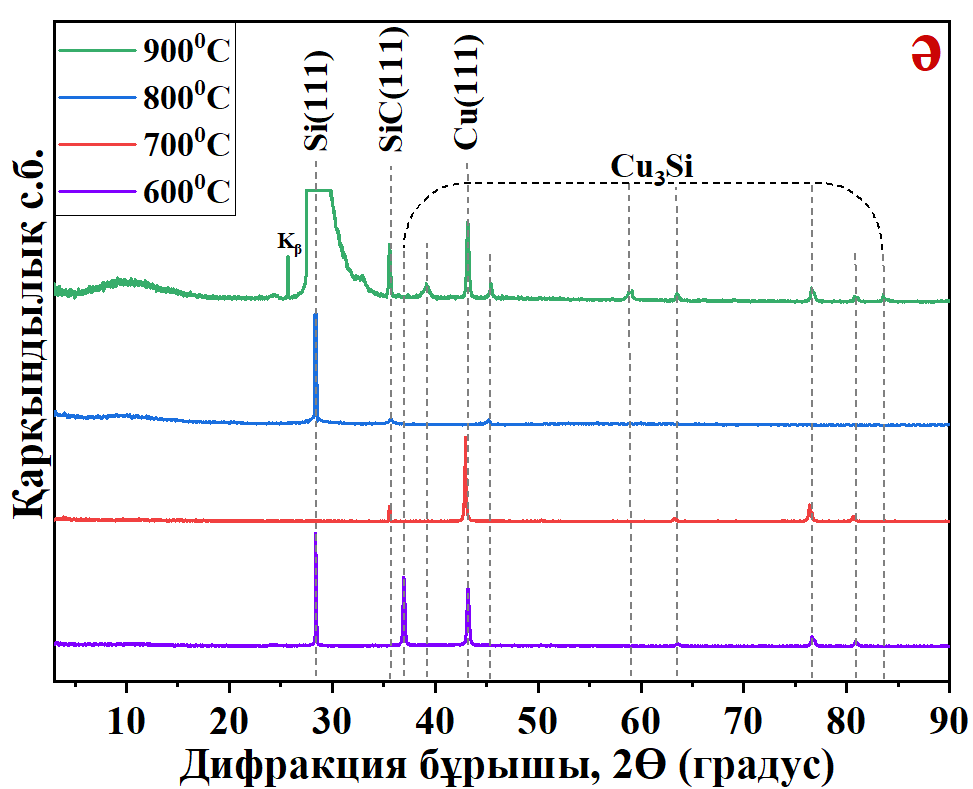 900⁰C
800⁰C
700⁰C
600⁰C
Si(111)
SiC(111)
Cu(111)
Cu₃Si
Kᵦ
Ә
Қарқындылық с.б.
10 20 30 40 50 60 70 80 90
Дифракция бұрышы, 2Ө (градус)